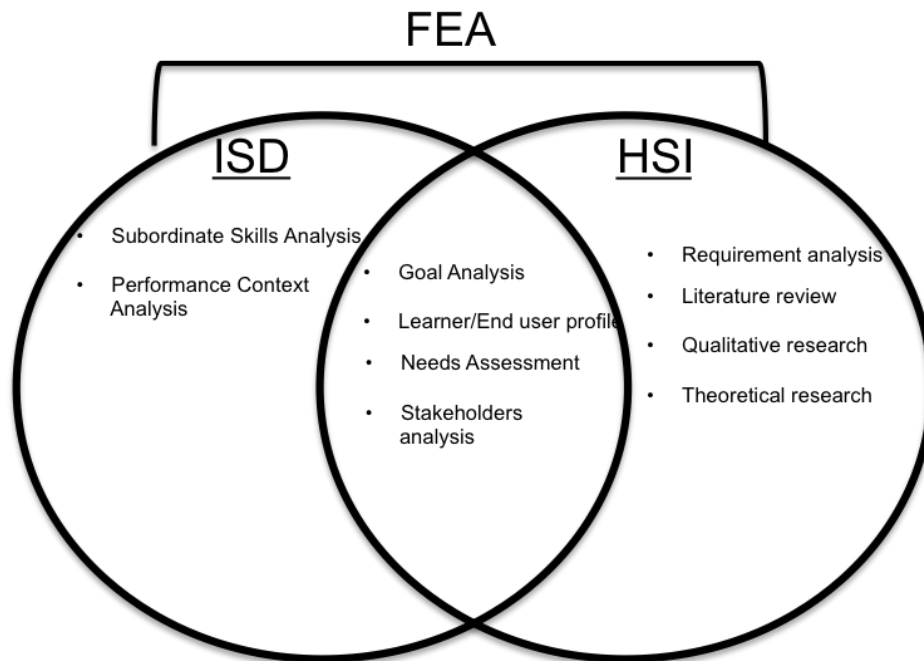 FEA
ISD
HSI
• Subordinate Skills Analysis
• Performance Context
Analysis
• Goal Analysis
• Learner/End user profile
• Needs Assessment
• Stakeholders
analysis
• Requirement analysis
• Literature review
• Qualitative research
• Theoretical research